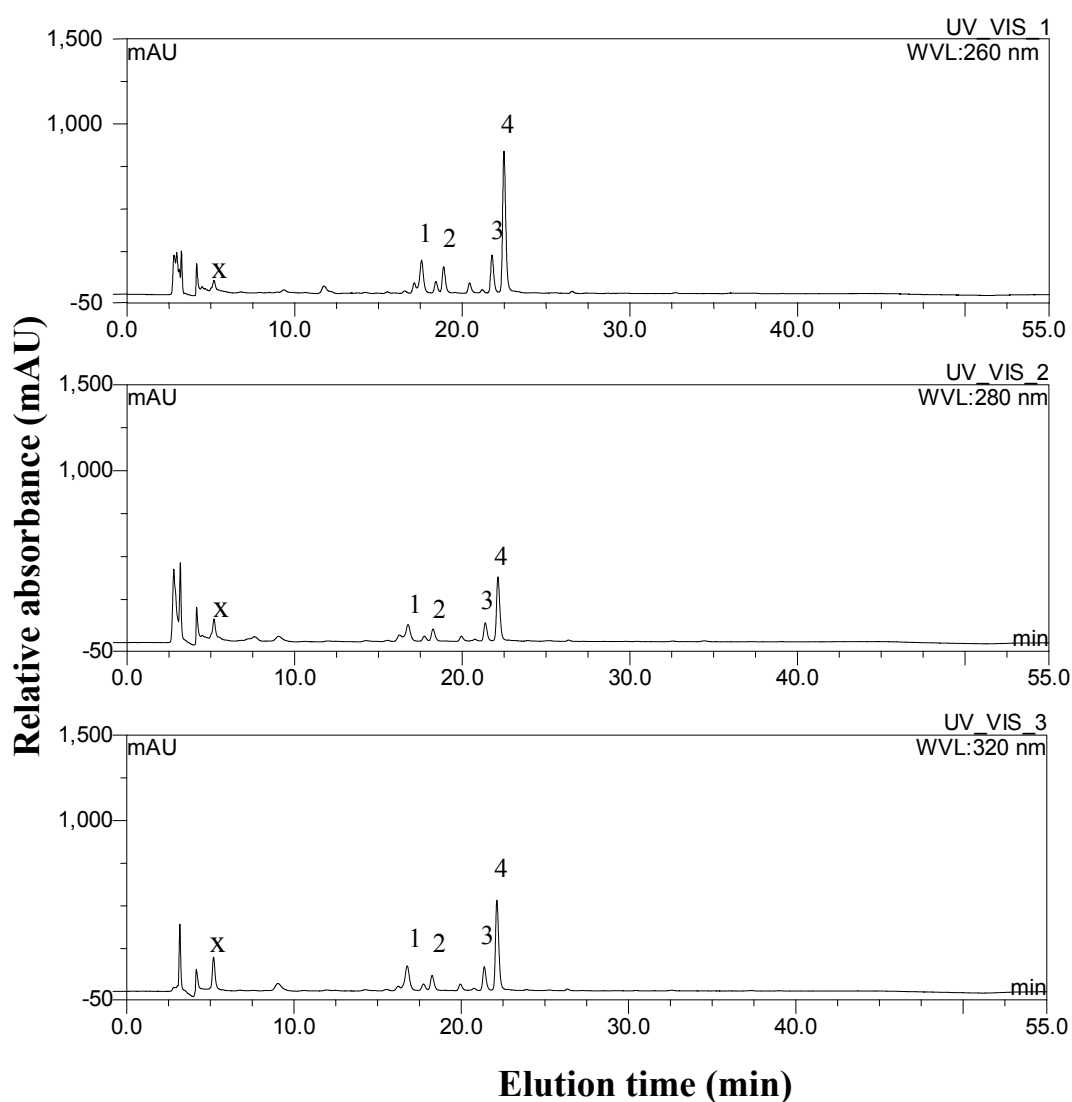 UV_VIS_1
1,500
mAU
WVL:260 nm
1,000
4
1
2
3
x
-50
0.0
10.0
20.0
30.0
40.0
55.0
UV_VIS_2
1,500
mAU
WVL:280 nm
1,000
4
x
1
2
3
min
-50
0.0
10.0
20.0
30.0
40.0
55.0
UV_VIS_3
1,500
mAU
WVL:320 nm
1,000
4
x
1
2
3
min
-50
0.0
10.0
20.0
30.0
40.0
55.0
Relative absorbance (mAU)
Elution time (min)